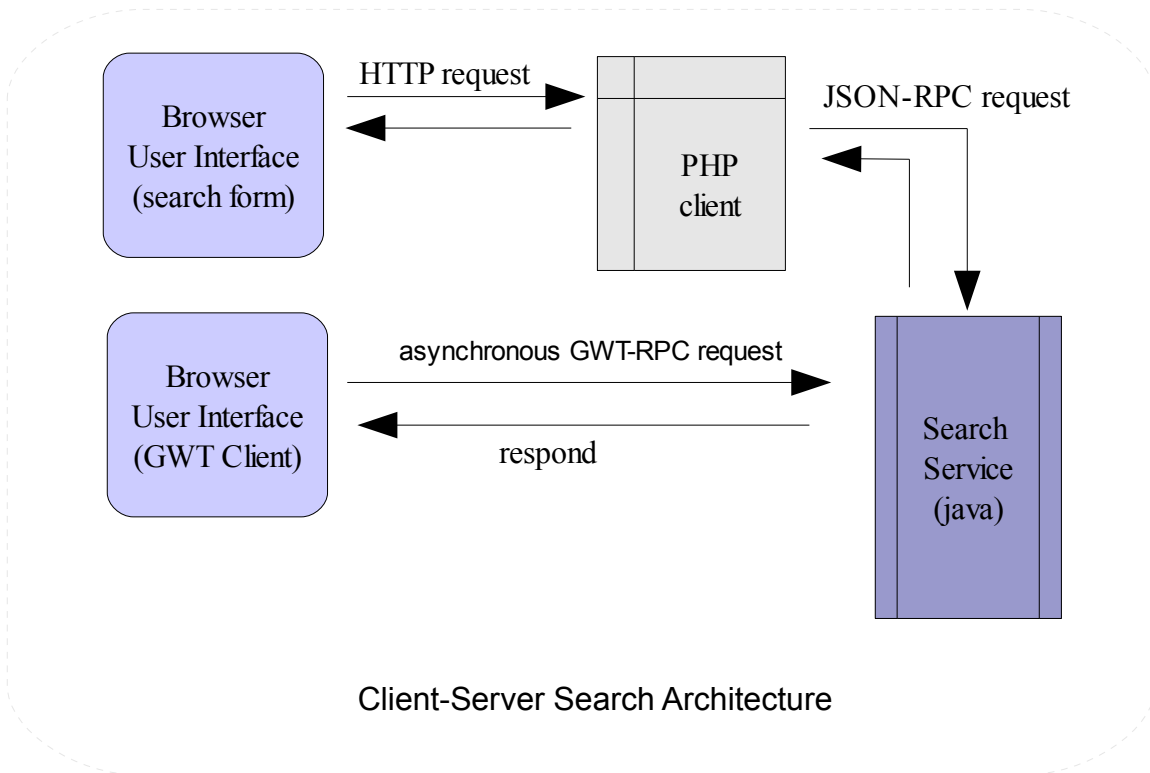 HTTP request
JSON-RPC request
Browser
User Interface
(search form)
PHP
client
asynchronous GWT-RPC request
Browser
User Interface
(GWT Client)
respond
Search
Service
(java)
Client-Server Search Architecture